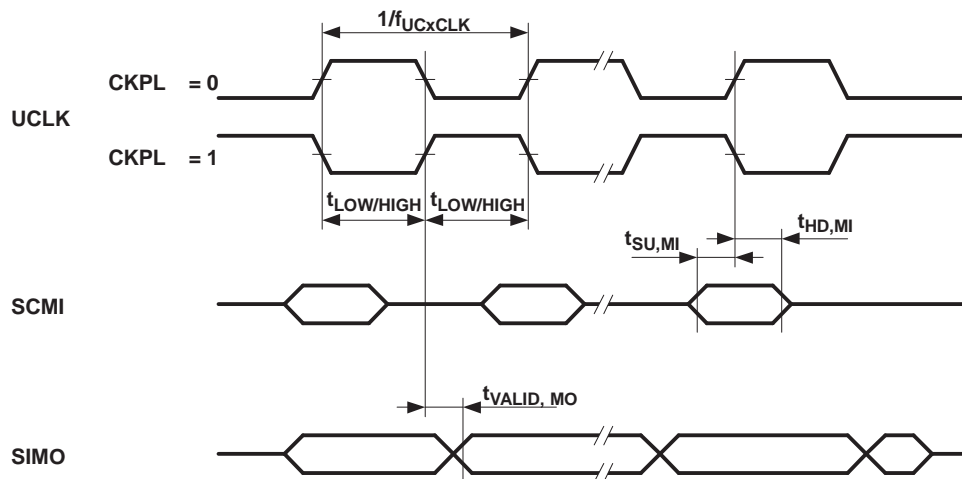 1/fUCxCLK
CKPL = 0
UCLK
CKPL = 1
tLOW/HIGH tLOW/HIGH
tHD,MI
tSU,MI
SCMI
tVALID, MO
SIMO